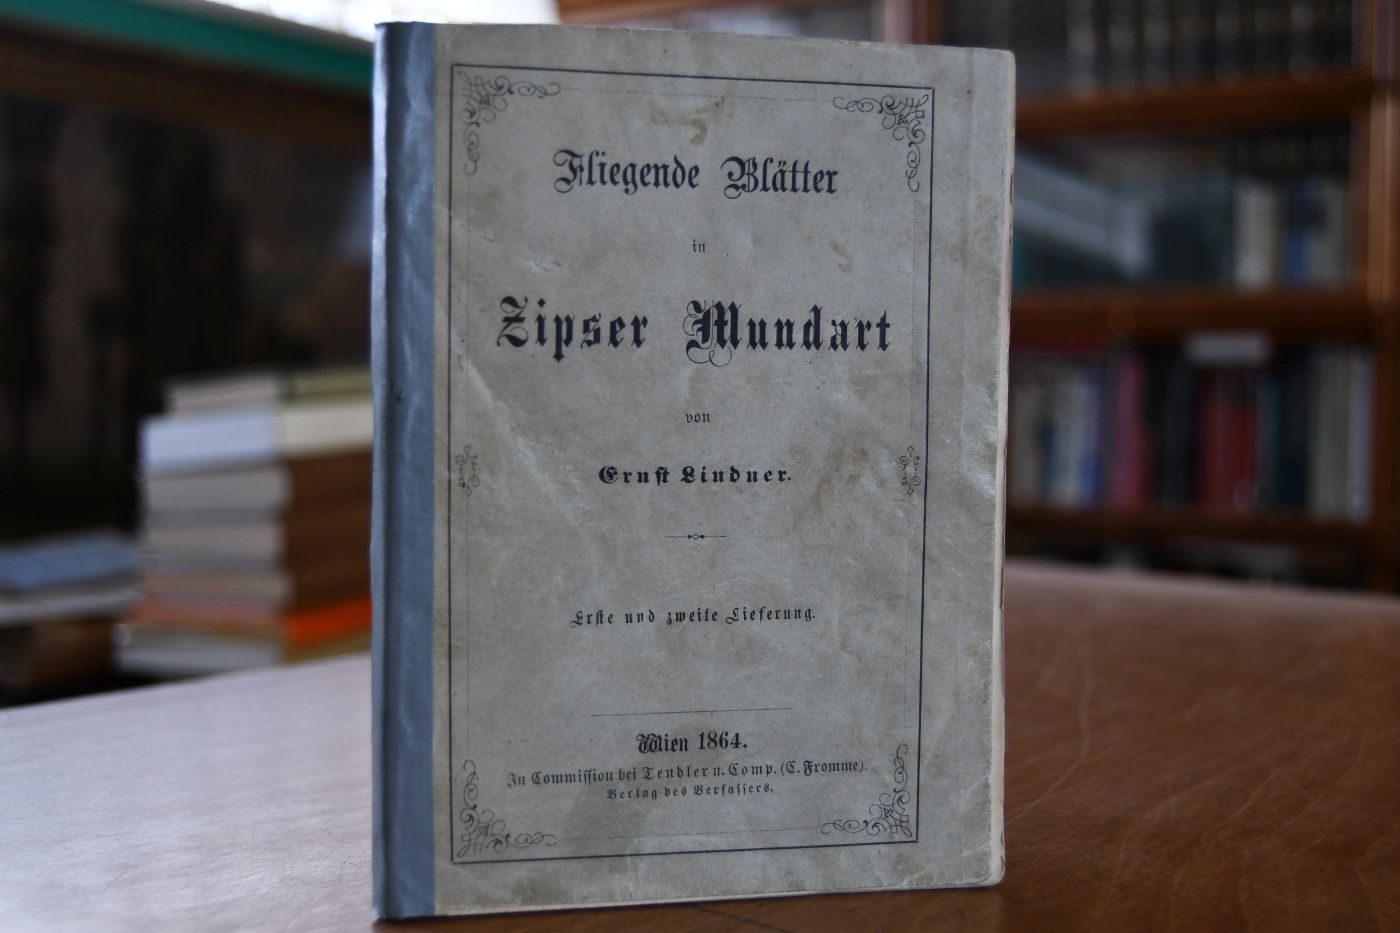 Fliegende Blätter
in
Zipser Mundart
von
Ernst Lindner.
Erste und zweite Lieferung.
Wien 1864.
In Commission bei Tendler u. Comp. (C. Fromme).
Verlag des Verfassers.